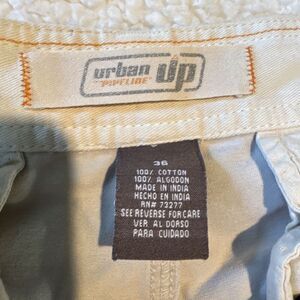 urban up
"PIPELINE"
36
100% COTTON
100% ALGODON
MADE IN INDIA
HECHO EN INDIA
RN# 73277
SEE REVERSE FOR CARE
VER AL DORSO
PARA CUIDADO